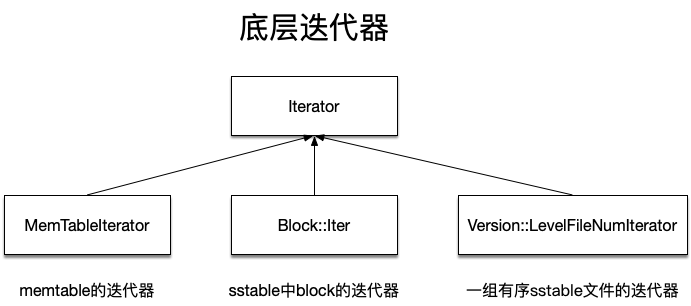 底层迭代器
Iterator
MemTableIterator
Block::Iter
Version::LevelFileNumIterator
memtable的迭代器
sstable中block的迭代器
一组有序sstable文件的迭代器